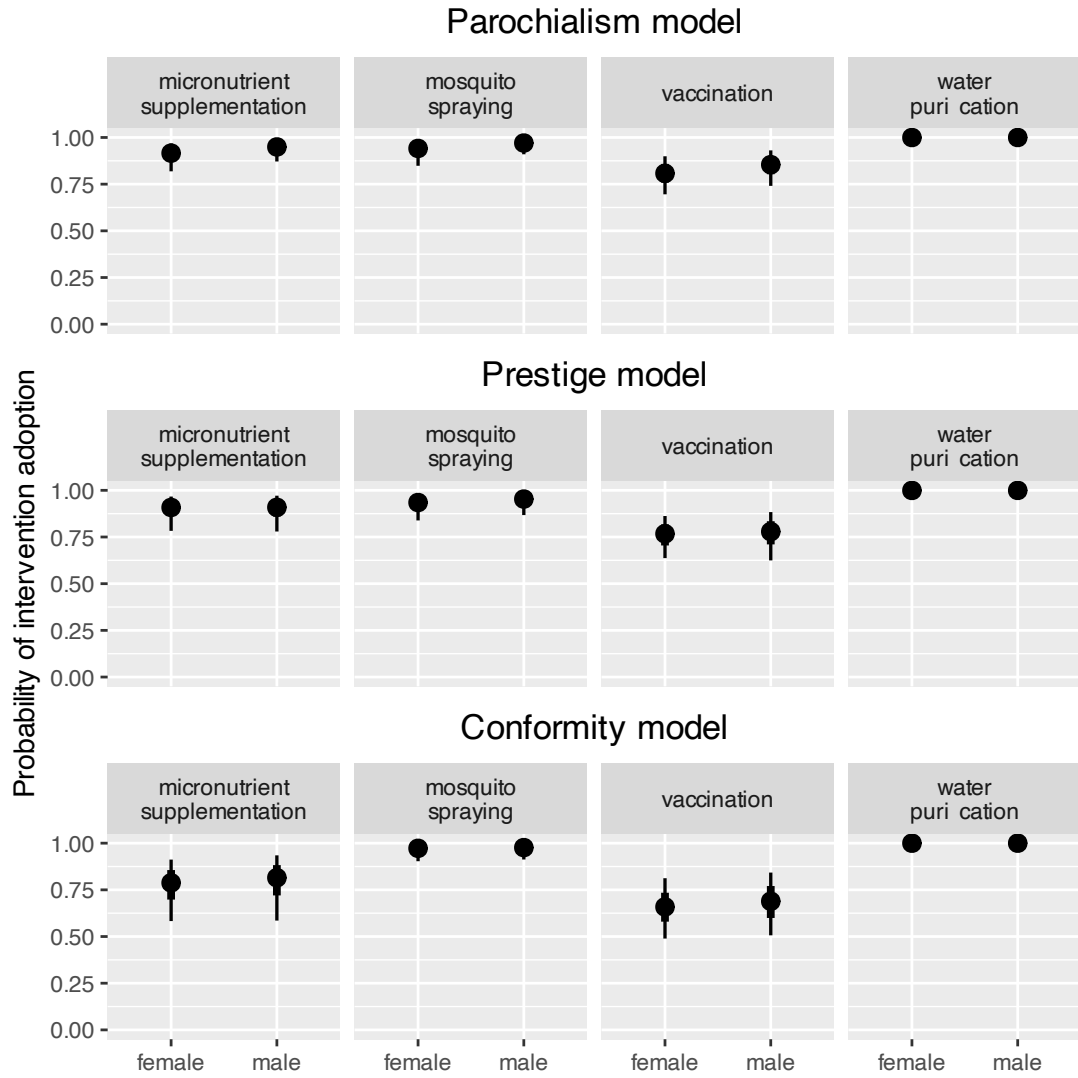 Parochialism model
micronutrient
supplementation
mosquito
spraying
vaccination
water
puri cation
1.00
0.75
0.50
0.25
0.00
Probability of intervention adoption
Prestige model
micronutrient
supplementation
mosquito
spraying
vaccination
water
puri cation
1.00
0.75
0.50
0.25
0.00
Conformity model
micronutrient
supplementation
mosquito
spraying
vaccination
water
puri cation
1.00
0.75
0.50
0.25
0.00
female male female male female male female male